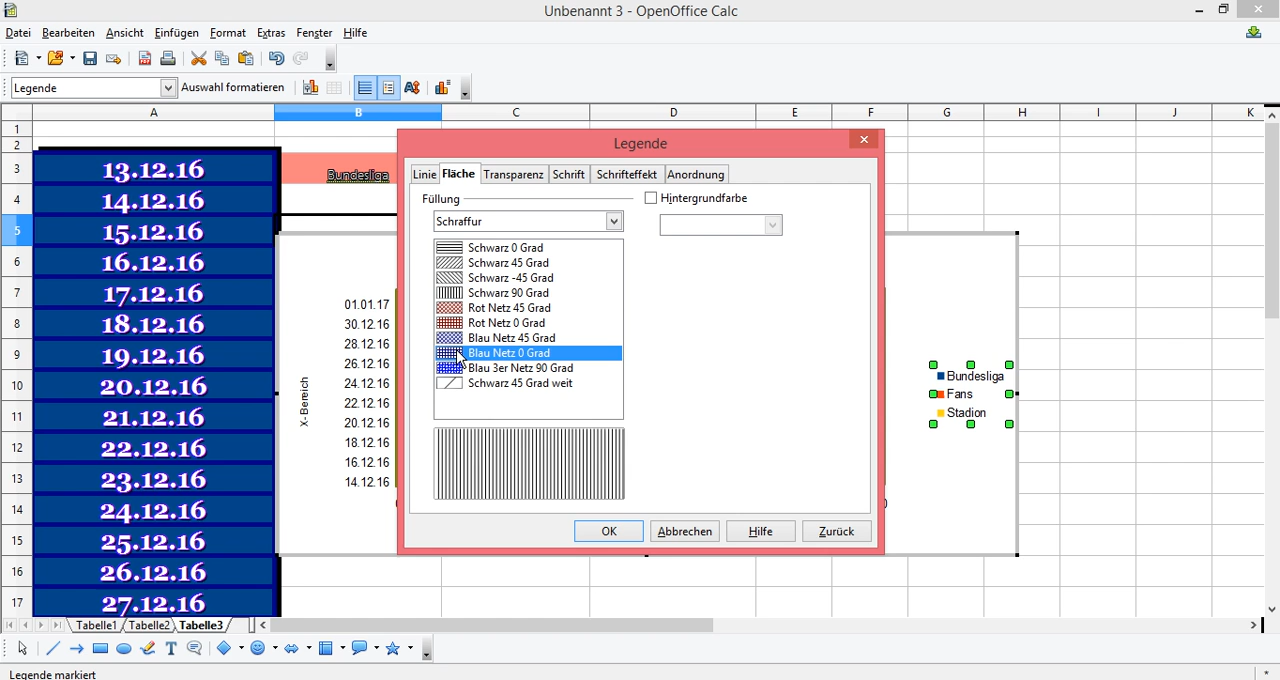 Unbenannt 3 - OpenOffice Calc
Datei Bearbeiten Ansicht Einfügen Format Extras Fenster Hilfe
Legende Auswahl formatieren
A B C D E F G H I J K
1
2
3 13.12.16 Bundesliga
4 14.12.16
5 15.12.16
6 16.12.16
7 17.12.16
8 18.12.16
9 19.12.16
10 20.12.16
11 21.12.16
12 22.12.16
13 23.12.16
14 24.12.16
15 25.12.16
16 26.12.16
17 27.12.16
X- Bereich
01.01.17
30.12.16
28.12.16
26.12.16
24.12.16
22.12.16
20.12.16
18.12.16
16.12.16
14.12.16
Legende
Linie Fläche Transparenz Schrift Schrifteffekt Anordnung
Füllung
Hintergrundfarbe
Schraffur
Schwarz 0 Grad
Schwarz 45 Grad
Schwarz -45 Grad
Schwarz 90 Grad
Rot Netz 45 Grad
Rot Netz 0 Grad
Blau Netz 45 Grad
Blau Netz 0 Grad
Blau 3er Netz 90 Grad
Schwarz 45 Grad weit
OK Abbrechen Hilfe Zurück
Bundesliga
Fans
Stadion
Tabelle1 Tabelle2 Tabelle3
T
Legende markiert *